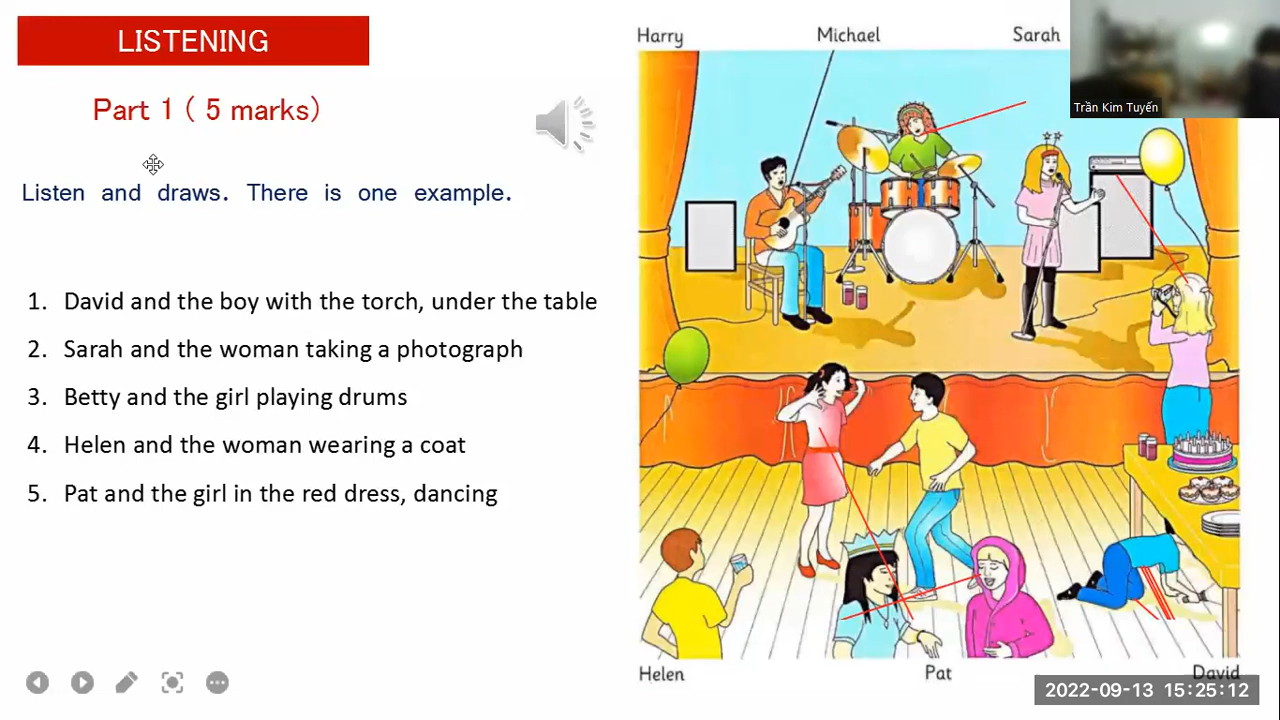 LISTENING
Part 1 ( 5 marks)
Listen and draws. There is one example.
1. David and the boy with the torch, under the table
2. Sarah and the woman taking a photograph
3. Betty and the girl playing drums
4. Helen and the woman wearing a coat
5. Pat and the girl in the red dress, dancing
Harry Michael Sarah
Trần Kim Tuyến
Helen Pat David
2022-09-13 15:25:12